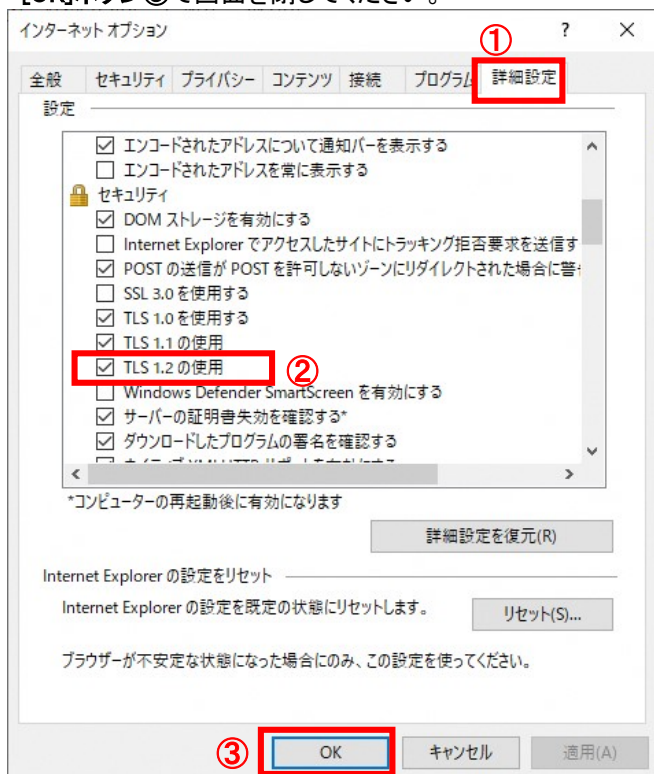 [OK]ボタン③で画面を閉じてください。
インターネット オプション
①
? ×
全般 セキュリティ プライバシー コンテンツ 接続 プログラム 詳細設定
設定
エンコードされたアドレスについて通知バーを表示する
エンコードされたアドレスを常に表示する
セキュリティ
DOM ストレージを有効にする
Internet Explorer でアクセスしたサイトにトラッキング拒否要求を送信す
POST の送信が POST を許可しないゾーンにリダイレクトされた場合に警
SSL 3.0 を使用する
TLS 1.0 を使用する
TLS 1.1 の使用
TLS 1.2 の使用
②
Windows Defender SmartScreen を有効にする
サーバーの証明書失効を確認する*
ダウンロードしたプログラムの署名を確認する
*コンピューターの再起動後に有効になります
詳細設定を復元(R)
Internet Explorer の設定をリセット
Internet Explorer の設定を既定の状態にリセットします。
リセット(S)...
ブラウザーが不安定な状態になった場合にのみ、この設定を使ってください。
③
OK キャンセル 適用(A)